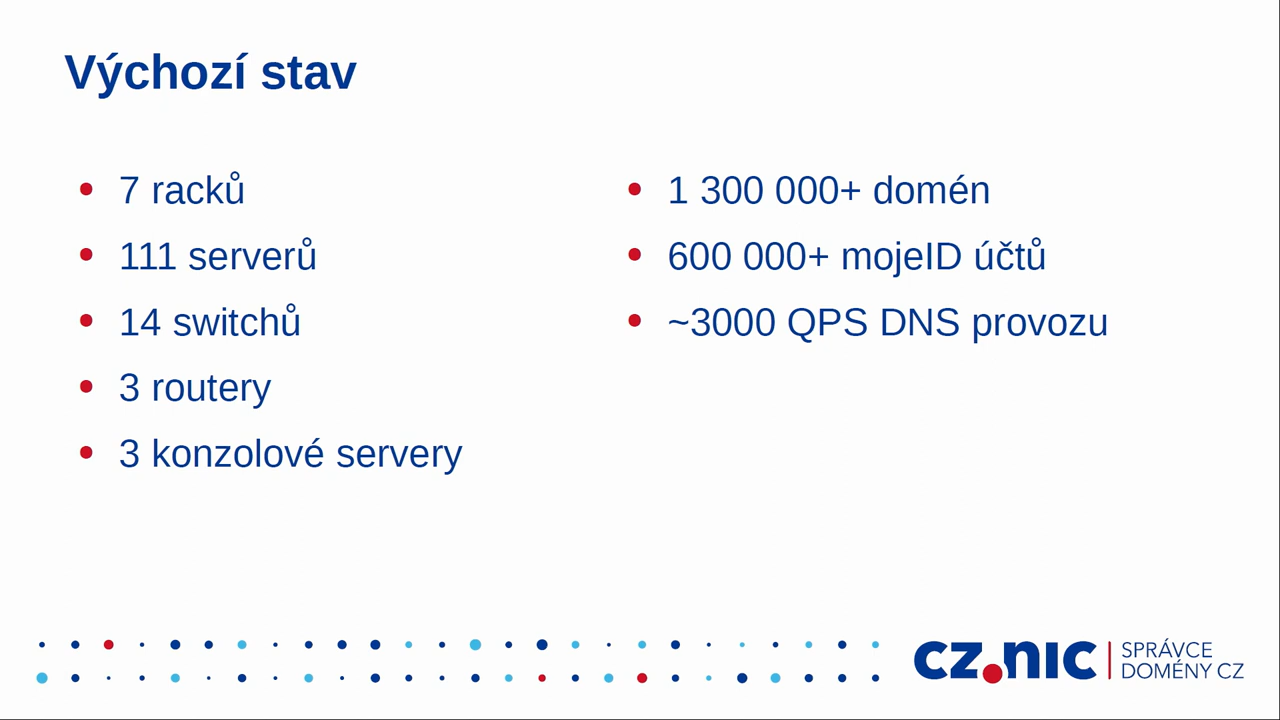 Výchozí stav
7 racků
111 serverů
14 switchů
3 routery
3 konzolové servery
1 300 000+ domén
600 000+ mojeID účtů
~3000 QPS DNS provozu
CZ.NIC
SPRÁVCE
DOMÉNY CZ